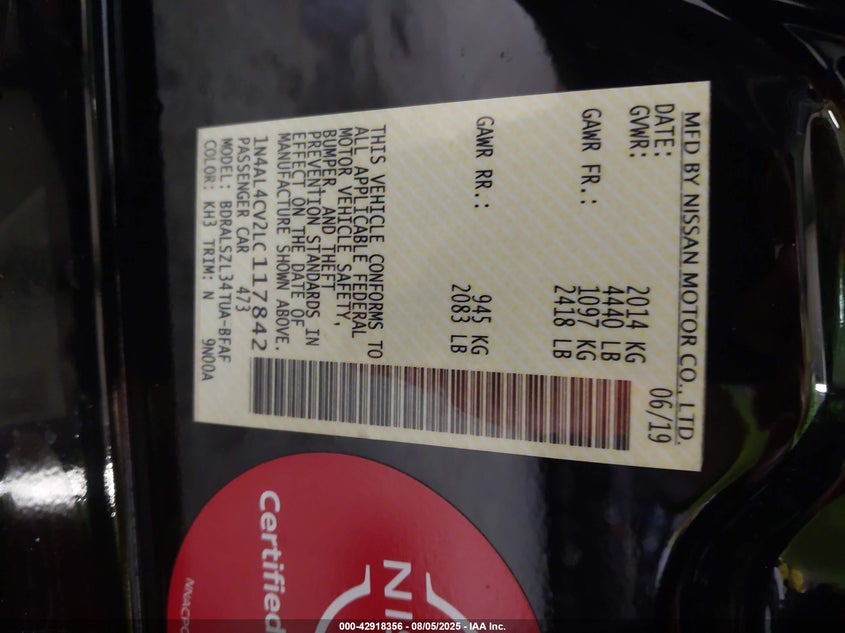 MFD BY NISSAN MOTOR CO., LTD.
DATE: 06/19
GVWR: 2014 KG
4440 LB
GAWR FR.: 1097 KG
2418 LB
GAWR RR.: 945 KG
2083 LB
THIS VEHICLE CONFORMS TO
ALL APPLICABLE FEDERAL
MOTOR VEHICLE SAFETY,
BUMPER, AND THEFT
PREVENTION STANDARDS IN
EFFECT ON THE DATE OF
MANUFACTURE SHOWN ABOVE.
1N4AL4CV2LC117842
PASSENGER CAR 473
MODEL: BDRALSZL34TUA-BFAF
COLOR: KH3 TRIM: N 9N00A
Certified
000-42918356 - 08/05/2025 - IAA Inc.